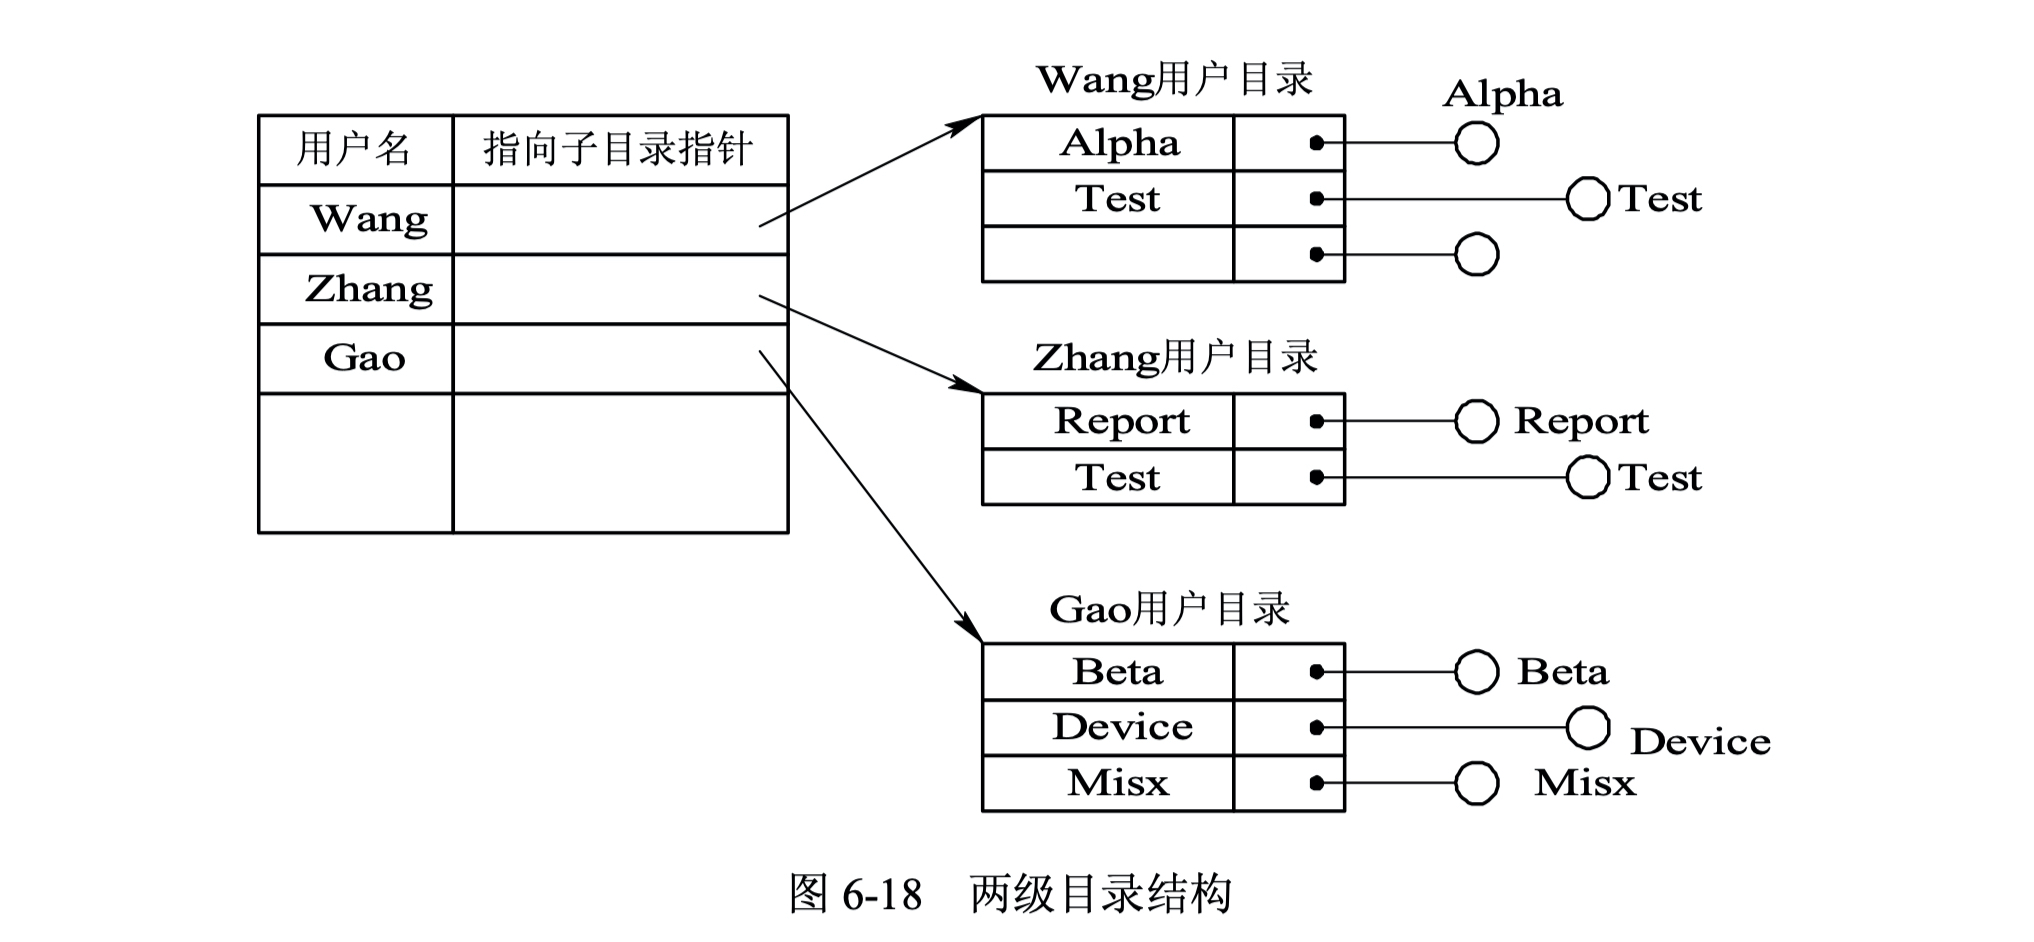 用户名 指向子目录指针
Wang
Zhang
Gao
Wang用户目录
Alpha
Alpha
Test
Test
Zhang用户目录
Report
Report
Test
Test
Gao用户目录
Beta
Beta
Device
Device
Misx
Misx
图 6-18 两级目录结构